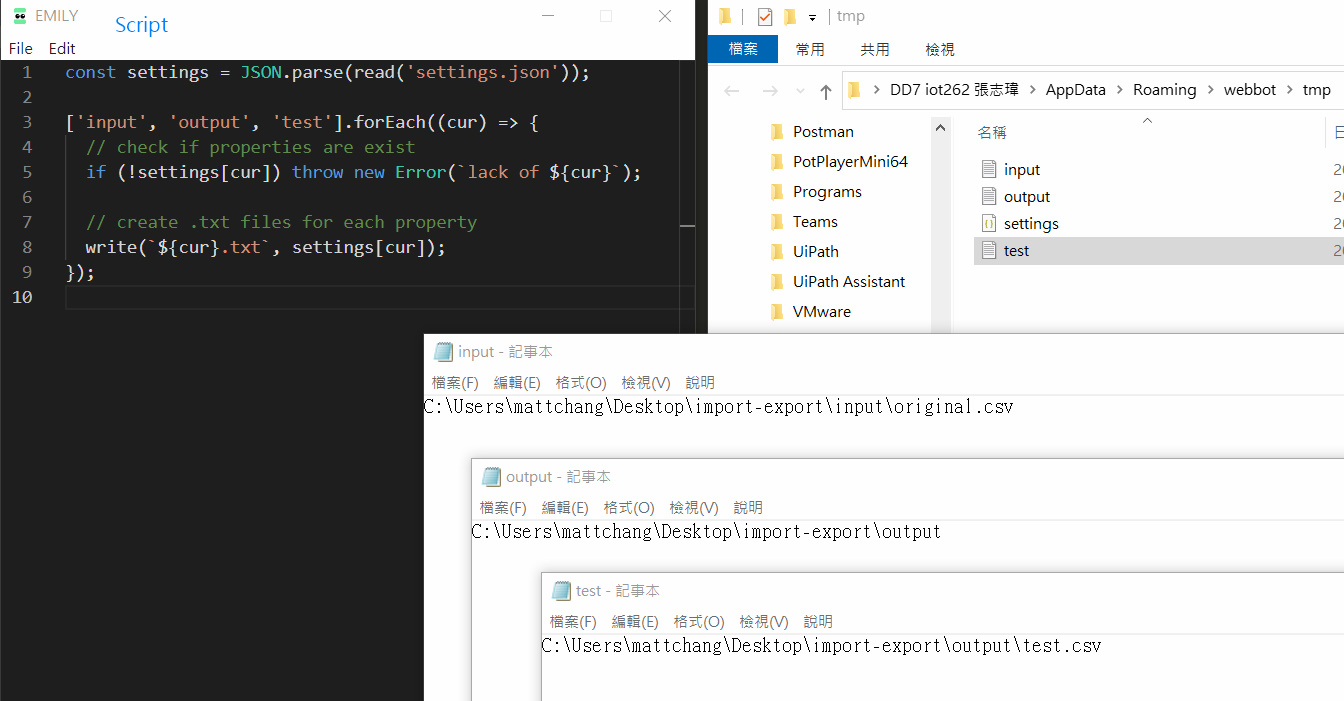 EMILY
Script
File Edit
1 const settings = JSON.parse(read('settings.json'));
2
3 ['input', 'output', 'test'].forEach((cur) => {
4 // check if properties are exist
5 if (!settings[cur]) throw new Error(`lack of ${cur}`);
6
7 // create .txt files for each property
8 write(`${cur}.txt`, settings[cur]);
9 });
10
tmp
檔案 常用 共用 檢視
DD7 iot262 張志瑋 > AppData > Roaming > webbot > tmp
Postman
PotPlayerMini64
Programs
Teams
UiPath
UiPath Assistant
VMware
名稱
input
output
settings
test
input - 記事本
檔案(F) 編輯(E) 格式(O) 檢視(V) 說明
C:\Users\mattchang\Desktop\import-export\input\original.csv
output - 記事本
檔案(F) 編輯(E) 格式(O) 檢視(V) 說明
C:\Users\mattchang\Desktop\import-export\output
test - 記事本
檔案(F) 編輯(E) 格式(O) 檢視(V) 說明
C:\Users\mattchang\Desktop\import-export\output\test.csv